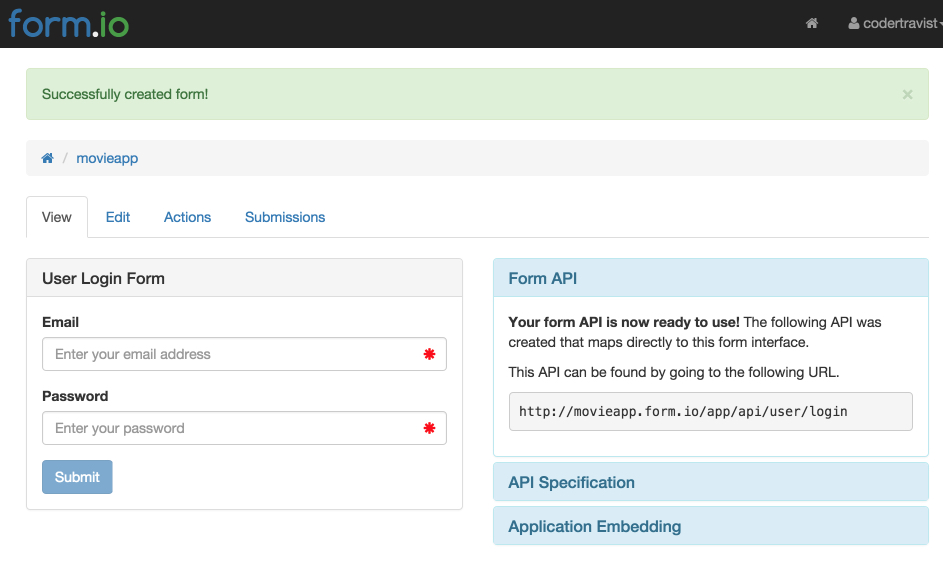 form.io
codertravist
Successfully created form!
×
/ movieapp
View Edit Actions Submissions
User Login Form
Email
Enter your email address
Password
Enter your password
Submit
Form API
Your form API is now ready to use! The following API was
created that maps directly to this form interface.
This API can be found by going to the following URL.
http://movieapp.form.io/app/api/user/login
API Specification
Application Embedding